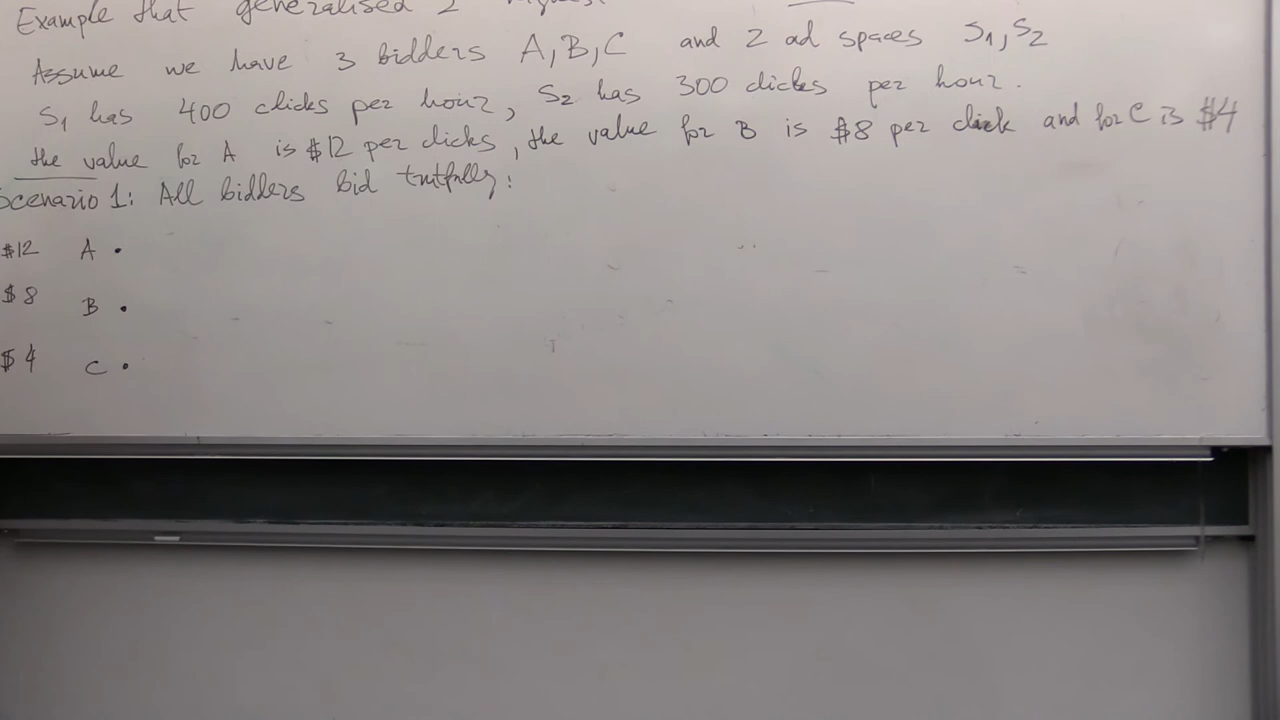 Example that generalised 2
Assume we have 3 bidders A, B, C and 2 ad spaces S1, S2
S1 has 400 clicks per hour, S2 has 300 clicks per hour.
the value for A is $12 per clicks, the value for B is $8 per click and for C is $4
Scenario 1: All bidders bid trutfully:
$12 A •
$8 B •
$4 C •